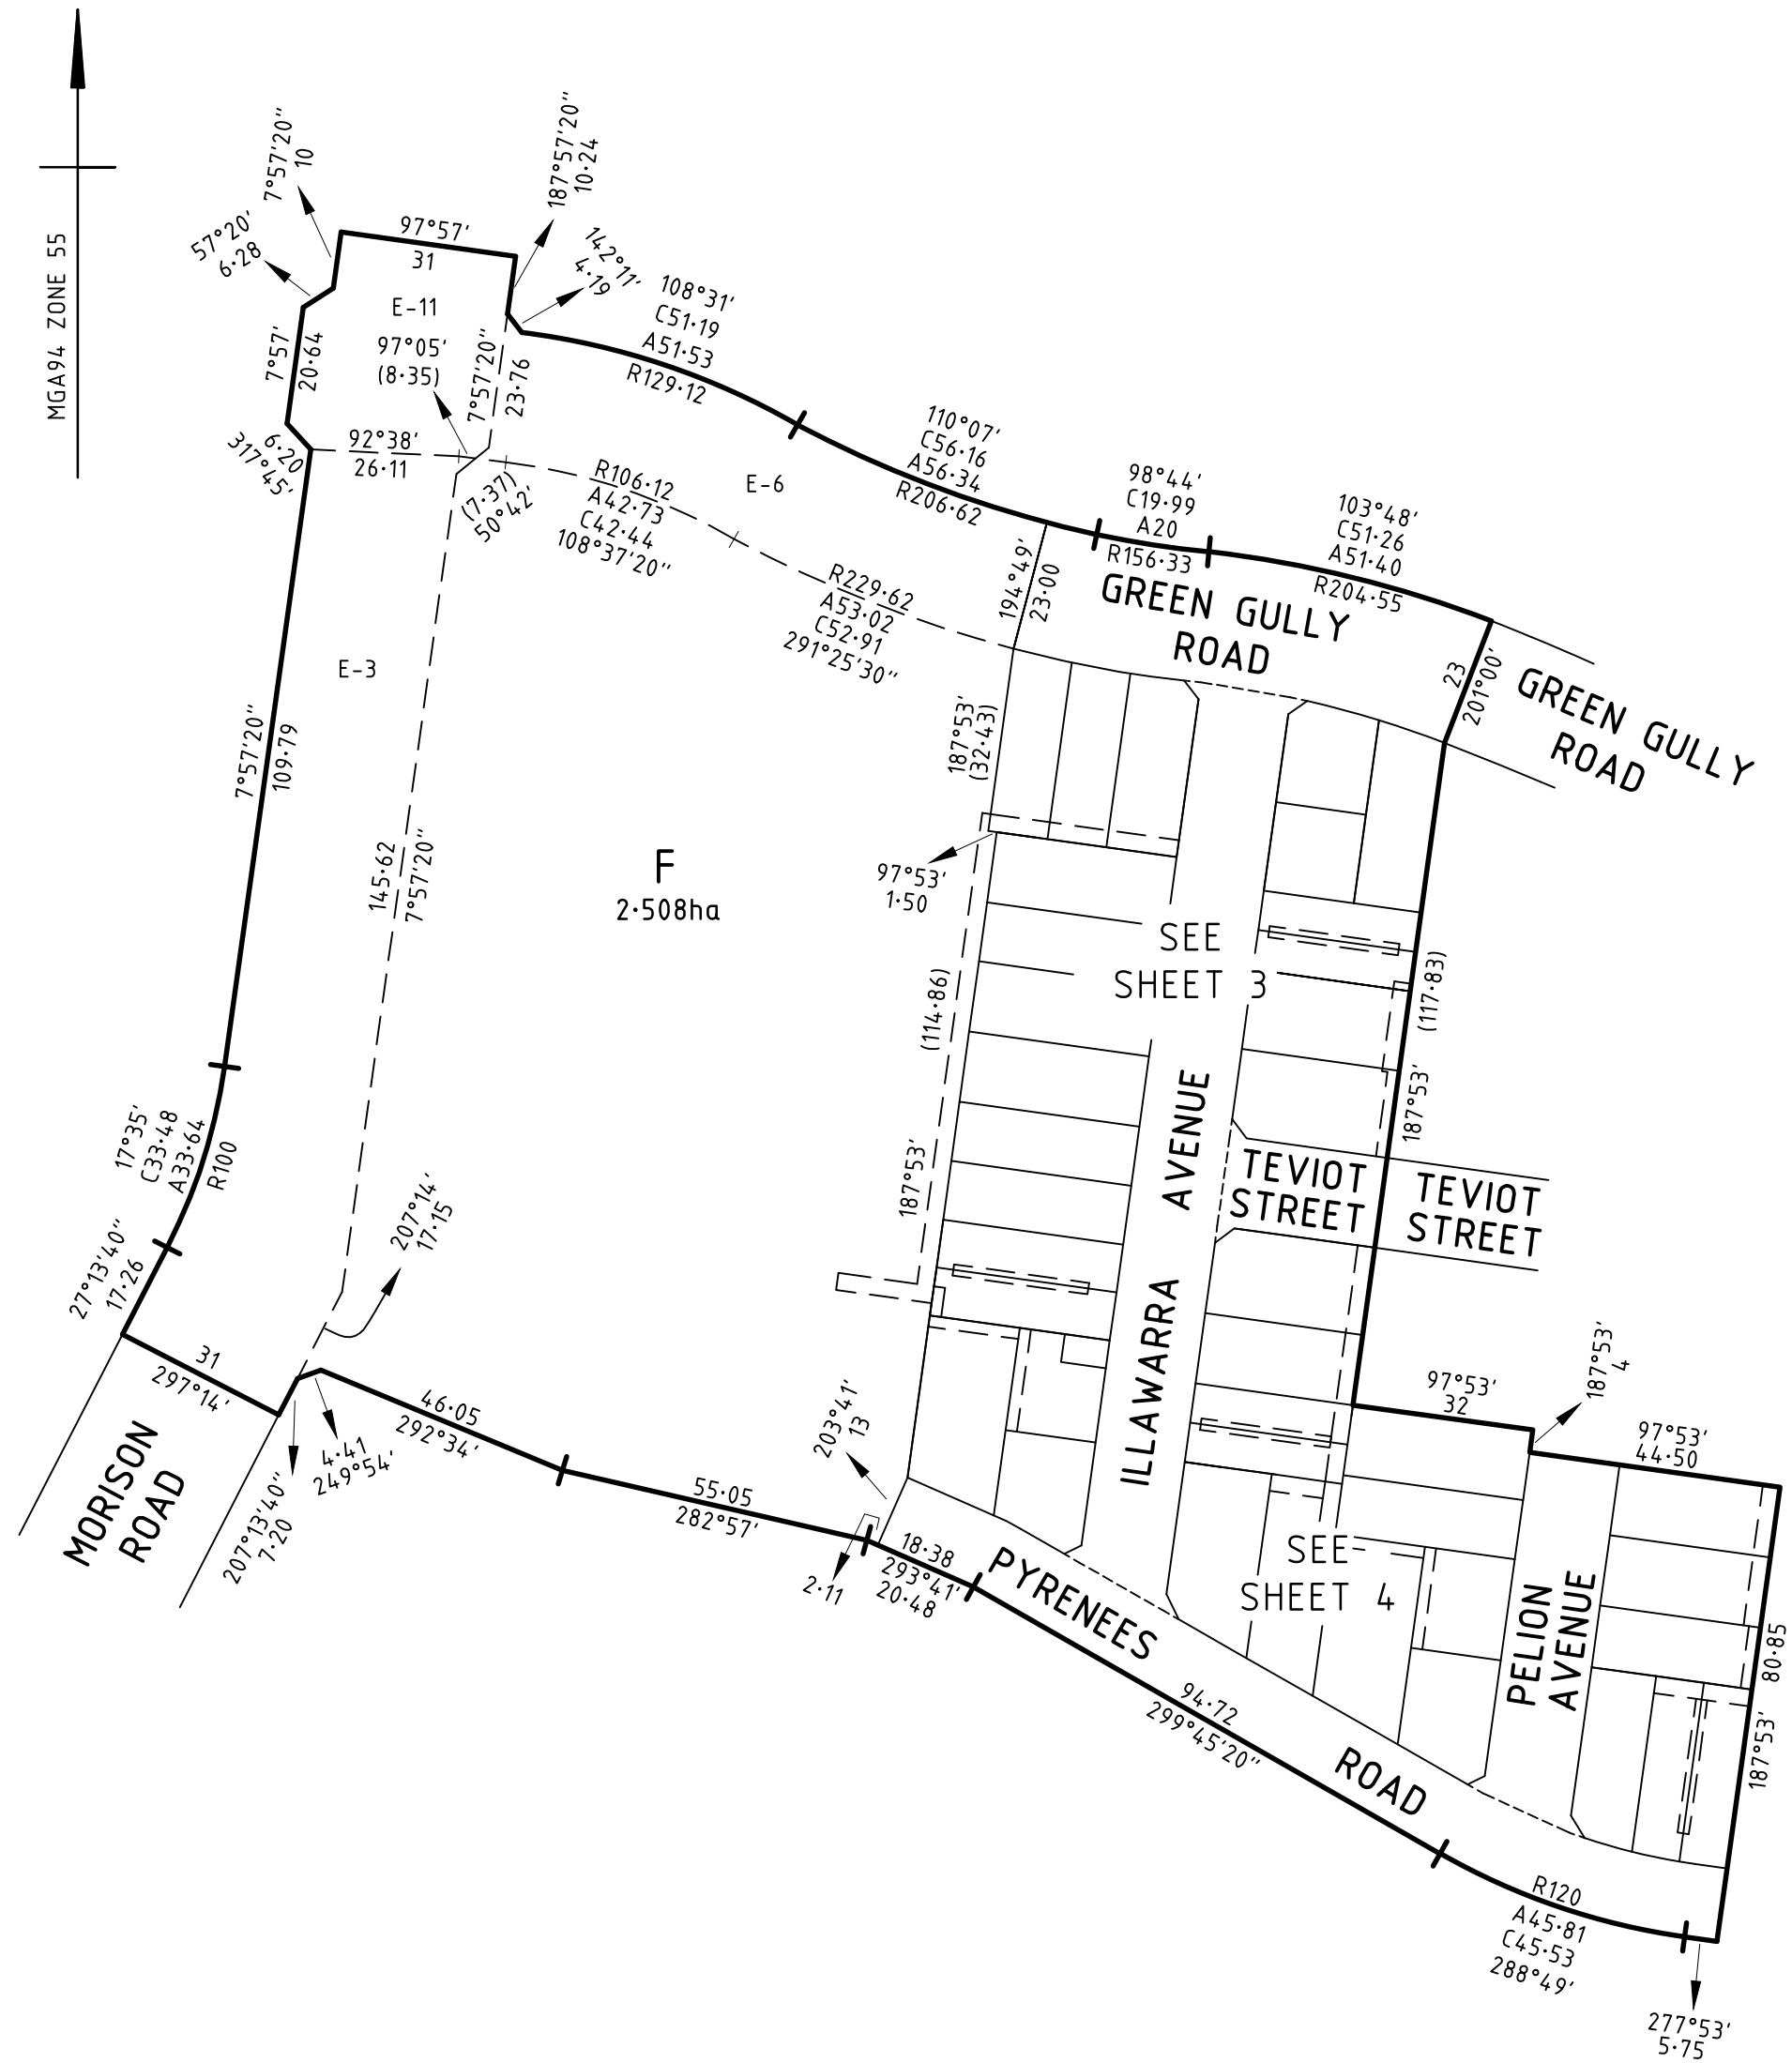 MGA94 ZONE 55
7°57'20"
10
57°20'
6·28
97°57'
31
187°57'20"
10·24
142°11'
4·19
108°31'
C51·19
A51·53
R129·12
E-11
97°05'
(8·35)
7°57'
20·64
7°57'20"
23·76
6·20
317°45'
92°38'
26·11
(7·37)
50°42'
R106·12
A42·73
C42·44
108°37'20"
E-6
110°07'
C56·16
A56·34
R206·62
98°44'
C19·99
A20
R156·33
103°48'
C51·26
A51·40
R204·55
R229·62
A53·02
C52·91
291°25'30"
194°49'
23·00
GREEN GULLY
ROAD
23
201°00'
GREEN GULLY
ROAD
E-3
7°57'20"
109·79
187°53'
(32·43)
145·62
7°57'20"
F
2·508ha
97°53'
1·50
SEE
SHEET 3
(114·86)
187°53'
(117·83)
187°53'
ILLAWARRA AVENUE
TEVIOT
STREET
TEVIOT
STREET
17°35'
C33·48
A33·64
R100
27°13'40"
17·26
207°14'
17·15
31
297°14'
MORISON
ROAD
207°13'40"
7·20
4·41
249°54'
46·05
292°34'
55·05
282°57'
203°41'
13
2·11
18·38
293°41'
20·48
PYRENEES ROAD
94·72
299°45'20"
97°53'
32
187°53'
4
97°53'
44·50
SEE
SHEET 4
PELION
AVENUE
80·85
187°53'
R120
A45·81
C45·53
288°49'
277°53'
5·75